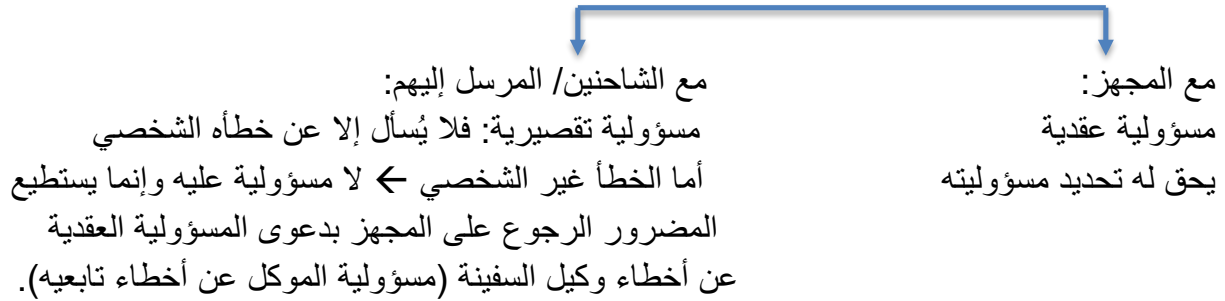 مع المجهز:
مسؤولية عقدية
يحق له تحديد مسؤوليته
مع الشاحنين/ المرسل إليهم:
مسؤولية تقصيرية: فلا يُسأل إلا عن خطأه الشخصي
أما الخطأ غير الشخصي ← لا مسؤولية عليه وإنما يستطيع
المضرور الرجوع على المجهز بدعوى المسؤولية العقدية
عن أخطاء وكيل السفينة (مسؤولية الموكل عن أخطاء تابعيه).